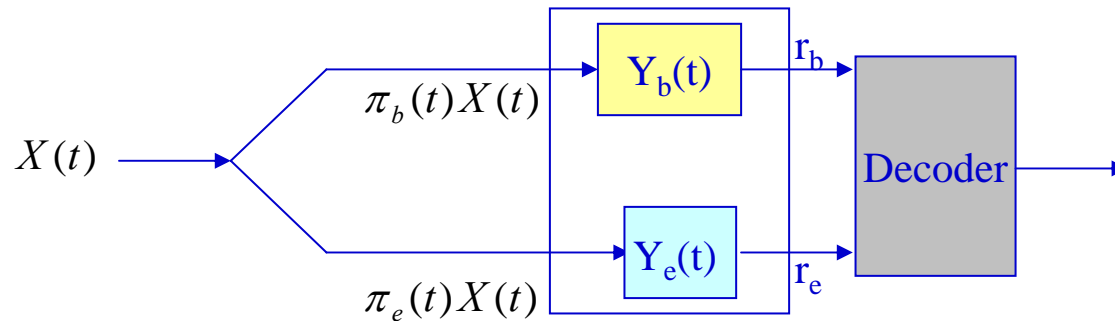 Y_b(t)
r_b
π_b(t)X(t)
X(t)
Decoder
Y_e(t)
r_e
π_e(t)X(t)